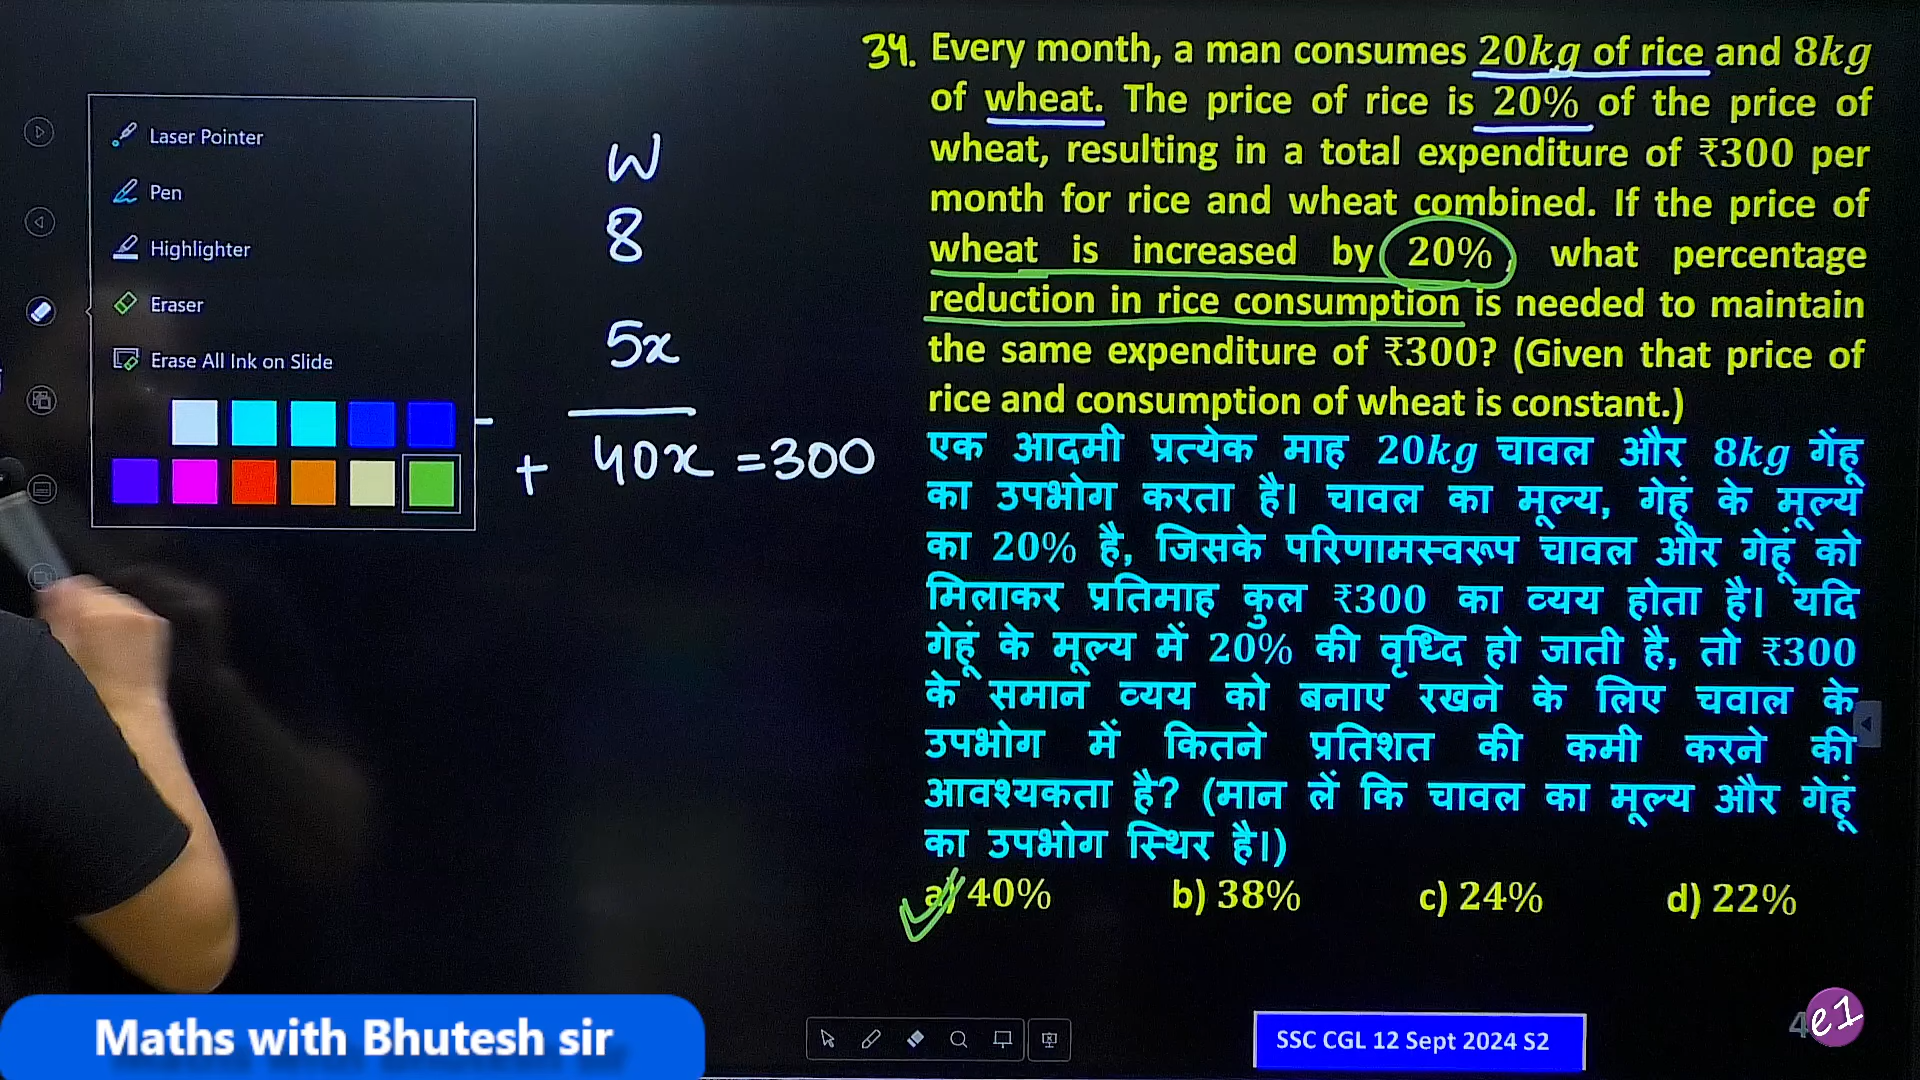 Laser Pointer
Pen
Highlighter
Eraser
Erase All Ink on Slide
W
8
5x
+ 40x = 300
34. Every month, a man consumes 20kg of rice and 8kg
of wheat. The price of rice is 20% of the price of
wheat, resulting in a total expenditure of ₹300 per
month for rice and wheat combined. If the price of
wheat is increased by 20%, what percentage
reduction in rice consumption is needed to maintain
the same expenditure of ₹300? (Given that price of
rice and consumption of wheat is constant.)
एक आदमी प्रत्येक माह 20kg चावल और 8kg गेंहू
का उपभोग करता है। चावल का मूल्य, गेहूं के मूल्य
का 20% है, जिसके परिणामस्वरूप चावल और गेहूं को
मिलाकर प्रतिमाह कुल ₹300 का व्यय होता है। यदि
गेहूं के मूल्य में 20% की वृध्दि हो जाती है, तो ₹300
के समान व्यय को बनाए रखने के लिए चवाल के
उपभोग में कितने प्रतिशत की कमी करने की
आवश्यकता है? (मान लें कि चावल का मूल्य और गेहूं
का उपभोग स्थिर है।)
a) 40% b) 38% c) 24% d) 22%
Maths with Bhutesh sir
SSC CGL 12 Sept 2024 S2
4
e1